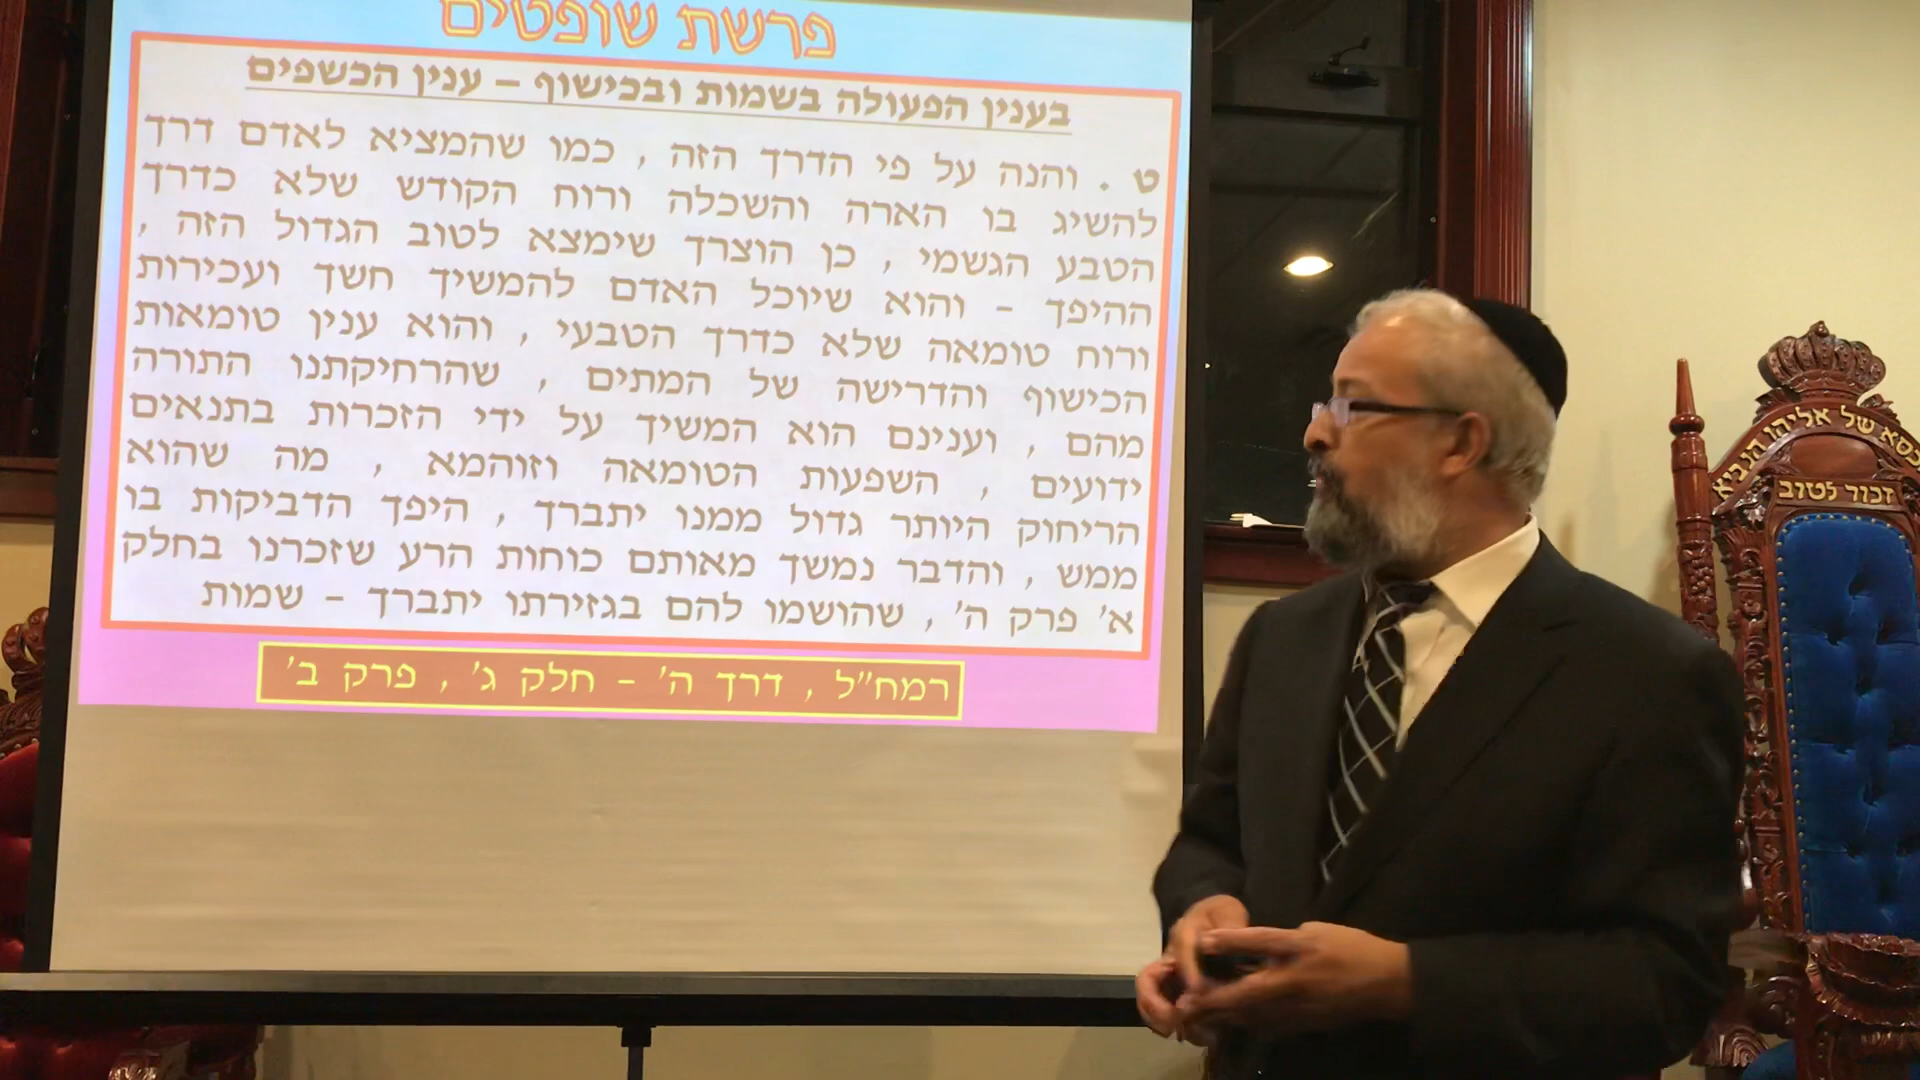 פרשת שופטים
בענין הפעולה בשמות ובכישוף – ענין הכשפים
ט . והנה על פי הדרך הזה , כמו שהמציא לאדם דרך
להשיג בו הארה והשכלה ורוח הקודש שלא כדרך
הטבע הגשמי , כן הוצרך שימצא לטוב הגדול הזה ,
ההיפך – והוא שיוכל האדם להמשיך חשך ועכירות
ורוח טומאה שלא כדרך הטבעי , והוא ענין טומאות
הכישוף והדרישה של המתים , שהרחיקתנו התורה
מהם , וענינם הוא המשיך על ידי הזכרות בתנאים
ידועים , השפעות הטומאה וזוהמא , מה שהוא
הריחוק היותר גדול ממנו יתברך , היפך הדביקות בו
ממש , והדבר נמשך מאותם כוחות הרע שזכרנו בחלק
א' פרק ה' , שהושמו להם בגזירתו יתברך – שמות
רמח"ל , דרך ה' – חלק ג' , פרק ב'
כסא של אליהו הנביא
זכור לטוב